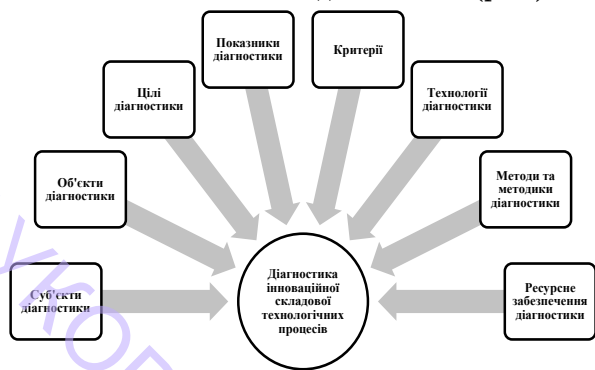 Показники
діагностики
Критерії
Цілі
діагностики
Технології
діагностики
Об'єкти
діагностики
Методи та
методики
діагностики
Суб'єкти
діагностики
Діагностика
інноваційної
складової
технологічних
процесів
Ресурсне
забезпечення
діагностики